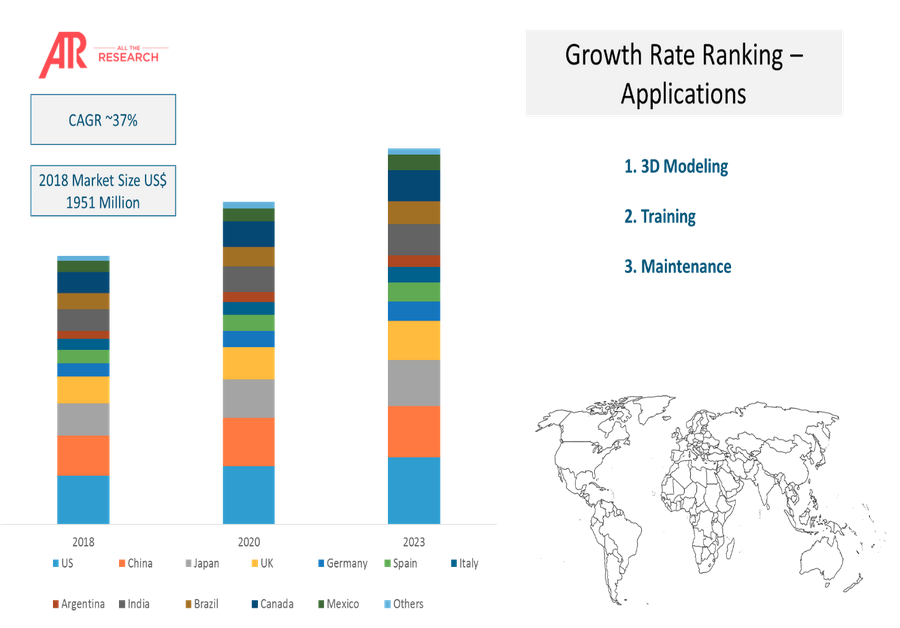 ALL THE
RESEARCH
CAGR ~37%
2018 Market Size US$
1951 Million
Growth Rate Ranking –
Applications
1. 3D Modeling
2. Training
3. Maintenance
2018 2020 2023
US China Japan UK Germany Spain Italy
Argentina India Brazil Canada Mexico Others